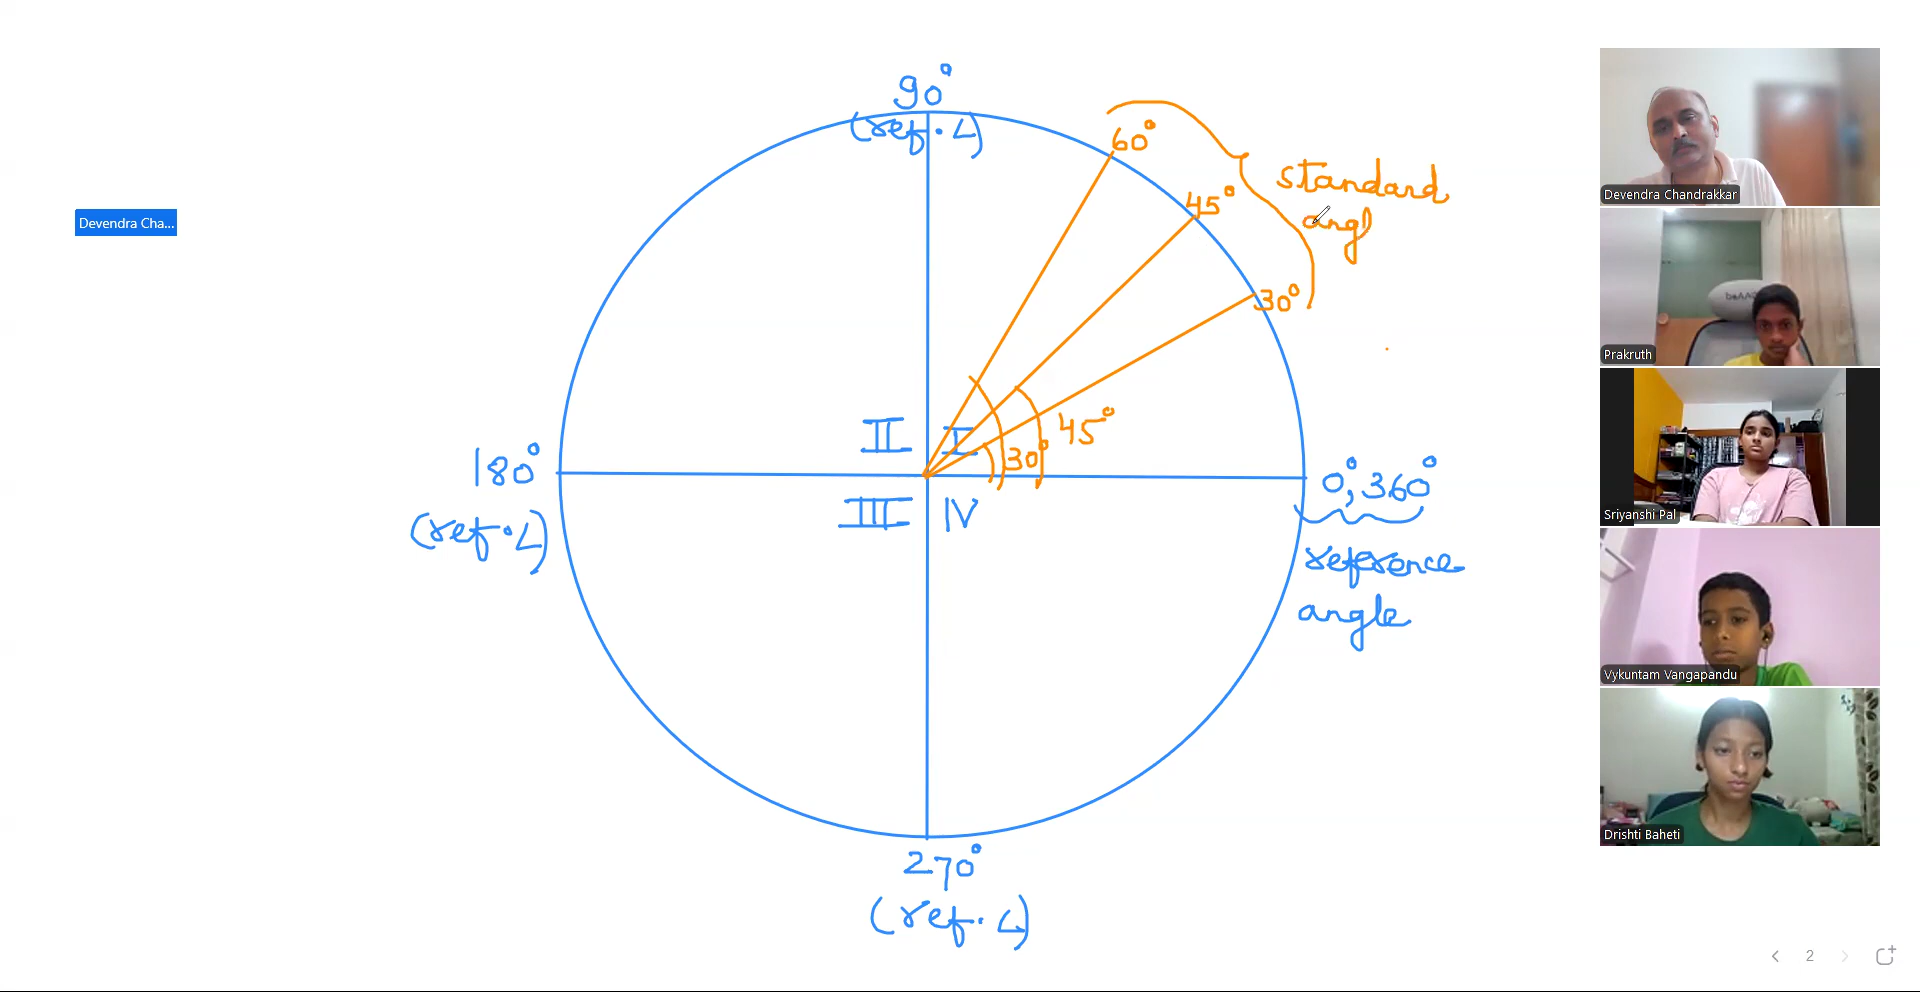 90°
(ref. ∠)
60°
standard
45°
angl
Devendra Cha...
30°
45°
II I
30°
180°
0°, 360°
III IV
(ref. ∠)
reference
angle
270°
(ref. ∠)
Devendra Chandrakkar
Prakruth
Sriyanshi Pal
Vykuntam Vangapandu
Drishti Baheti
2